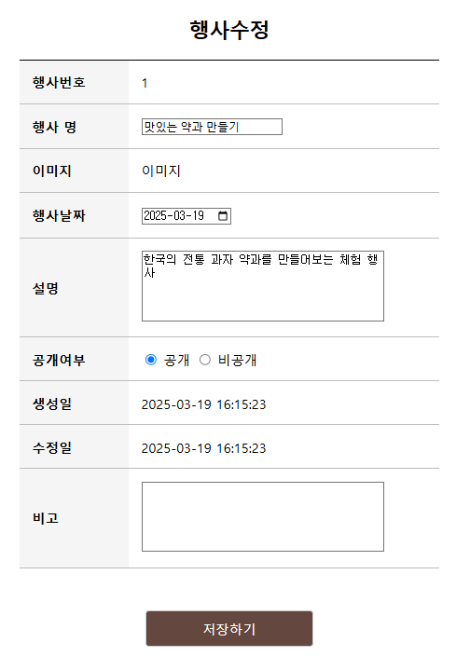 행사수정
행사번호 1
행사 명 맛있는 약과 만들기
이미지 이미지
행사날짜 2025-03-19
설명 한국의 전통 과자 약과를 만들어보는 체험 행
사
공개여부 공개 비공개
생성일 2025-03-19 16:15:23
수정일 2025-03-19 16:15:23
비고
저장하기